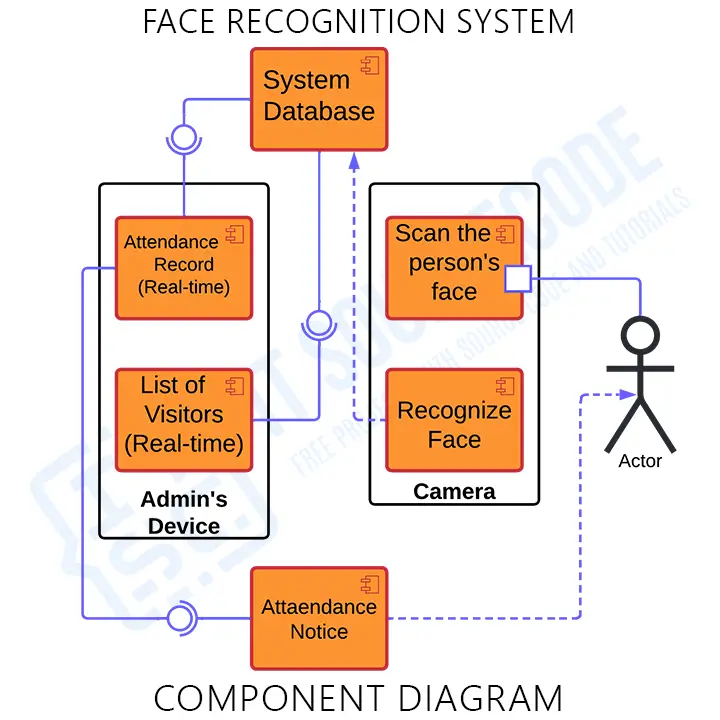 FACE RECOGNITION SYSTEM
System
Database
Attendance
Record
(Real-time)
Scan the
person's
face
List of
Visitors
(Real-time)
Recognize
Face
Admin's
Device
Camera
Actor
Attaendance
Notice
COMPONENT DIAGRAM